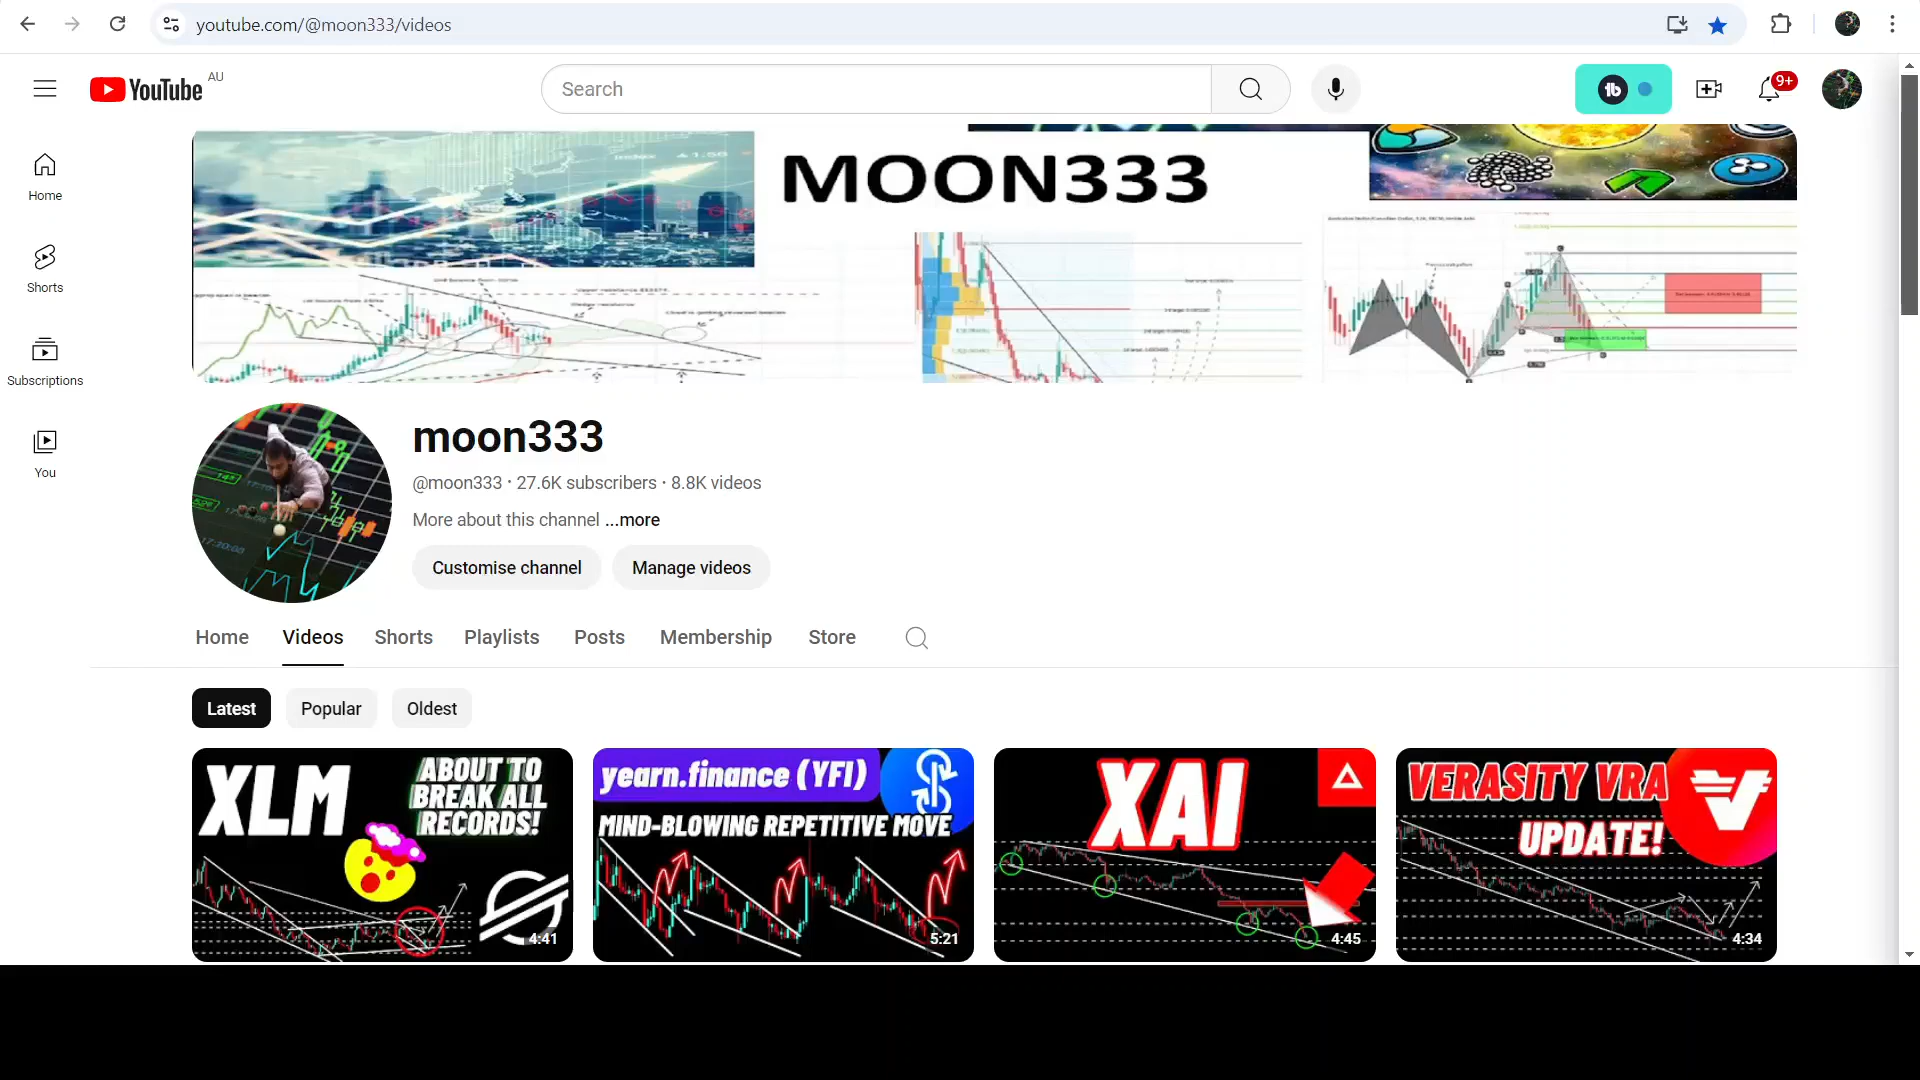 youtube.com/@moon333/videos
YouTube AU
Search
9+
Home
Shorts
Subscriptions
You
MOON333
moon333
@moon333 • 27.6K subscribers • 8.8K videos
More about this channel ...more
Customise channel
Manage videos
Home Videos Shorts Playlists Posts Membership Store
Latest Popular Oldest
XLM
ABOUT TO
BREAK ALL
RECORDS!
4:41
yearn.finance (YFI)
MIND-BLOWING REPETITIVE MOVE
5:21
XAI
4:45
VERASITY VRA
UPDATE!
4:34